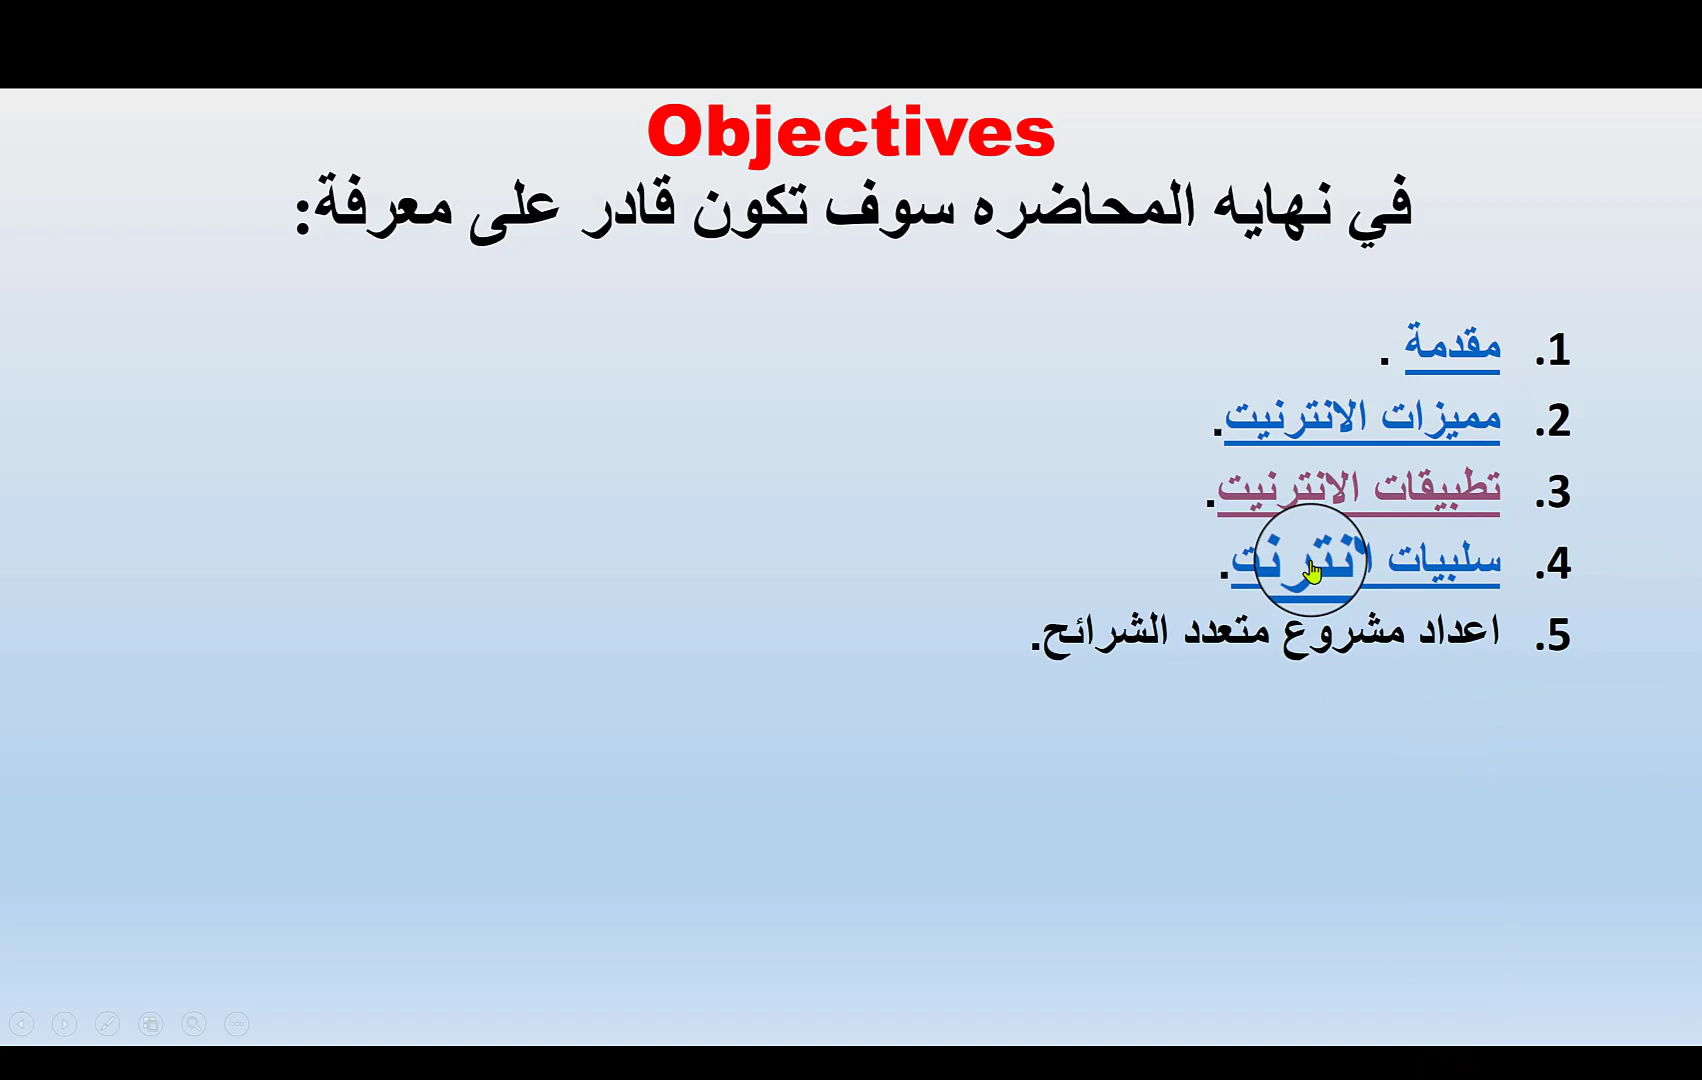 Objectives
في نهايه المحاضره سوف تكون قادر على معرفة:
1. مقدمة .
2. مميزات الانترنيت.
3. تطبيقات الانترنيت.
4. سلبيات
5. اعداد مشروع متعدد الشرائح.